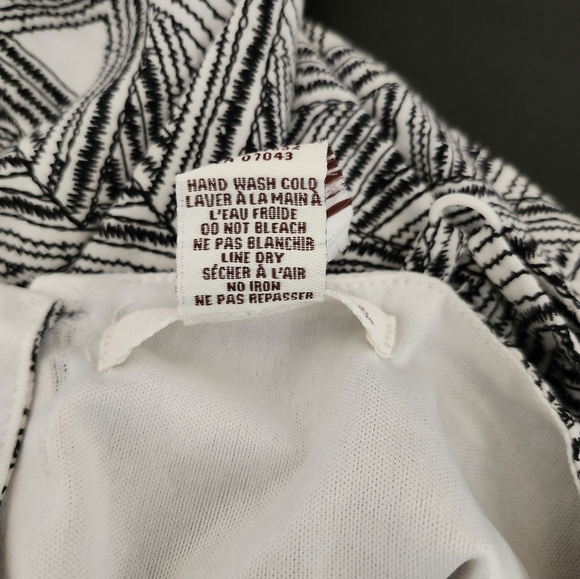 07043
HAND WASH COLD
LAVER À LA MAIN À
L'EAU FROIDE
DO NOT BLEACH
NE PAS BLANCHIR
LINE DRY
SÉCHER À L'AIR
NO IRON
NE PAS REPASSER